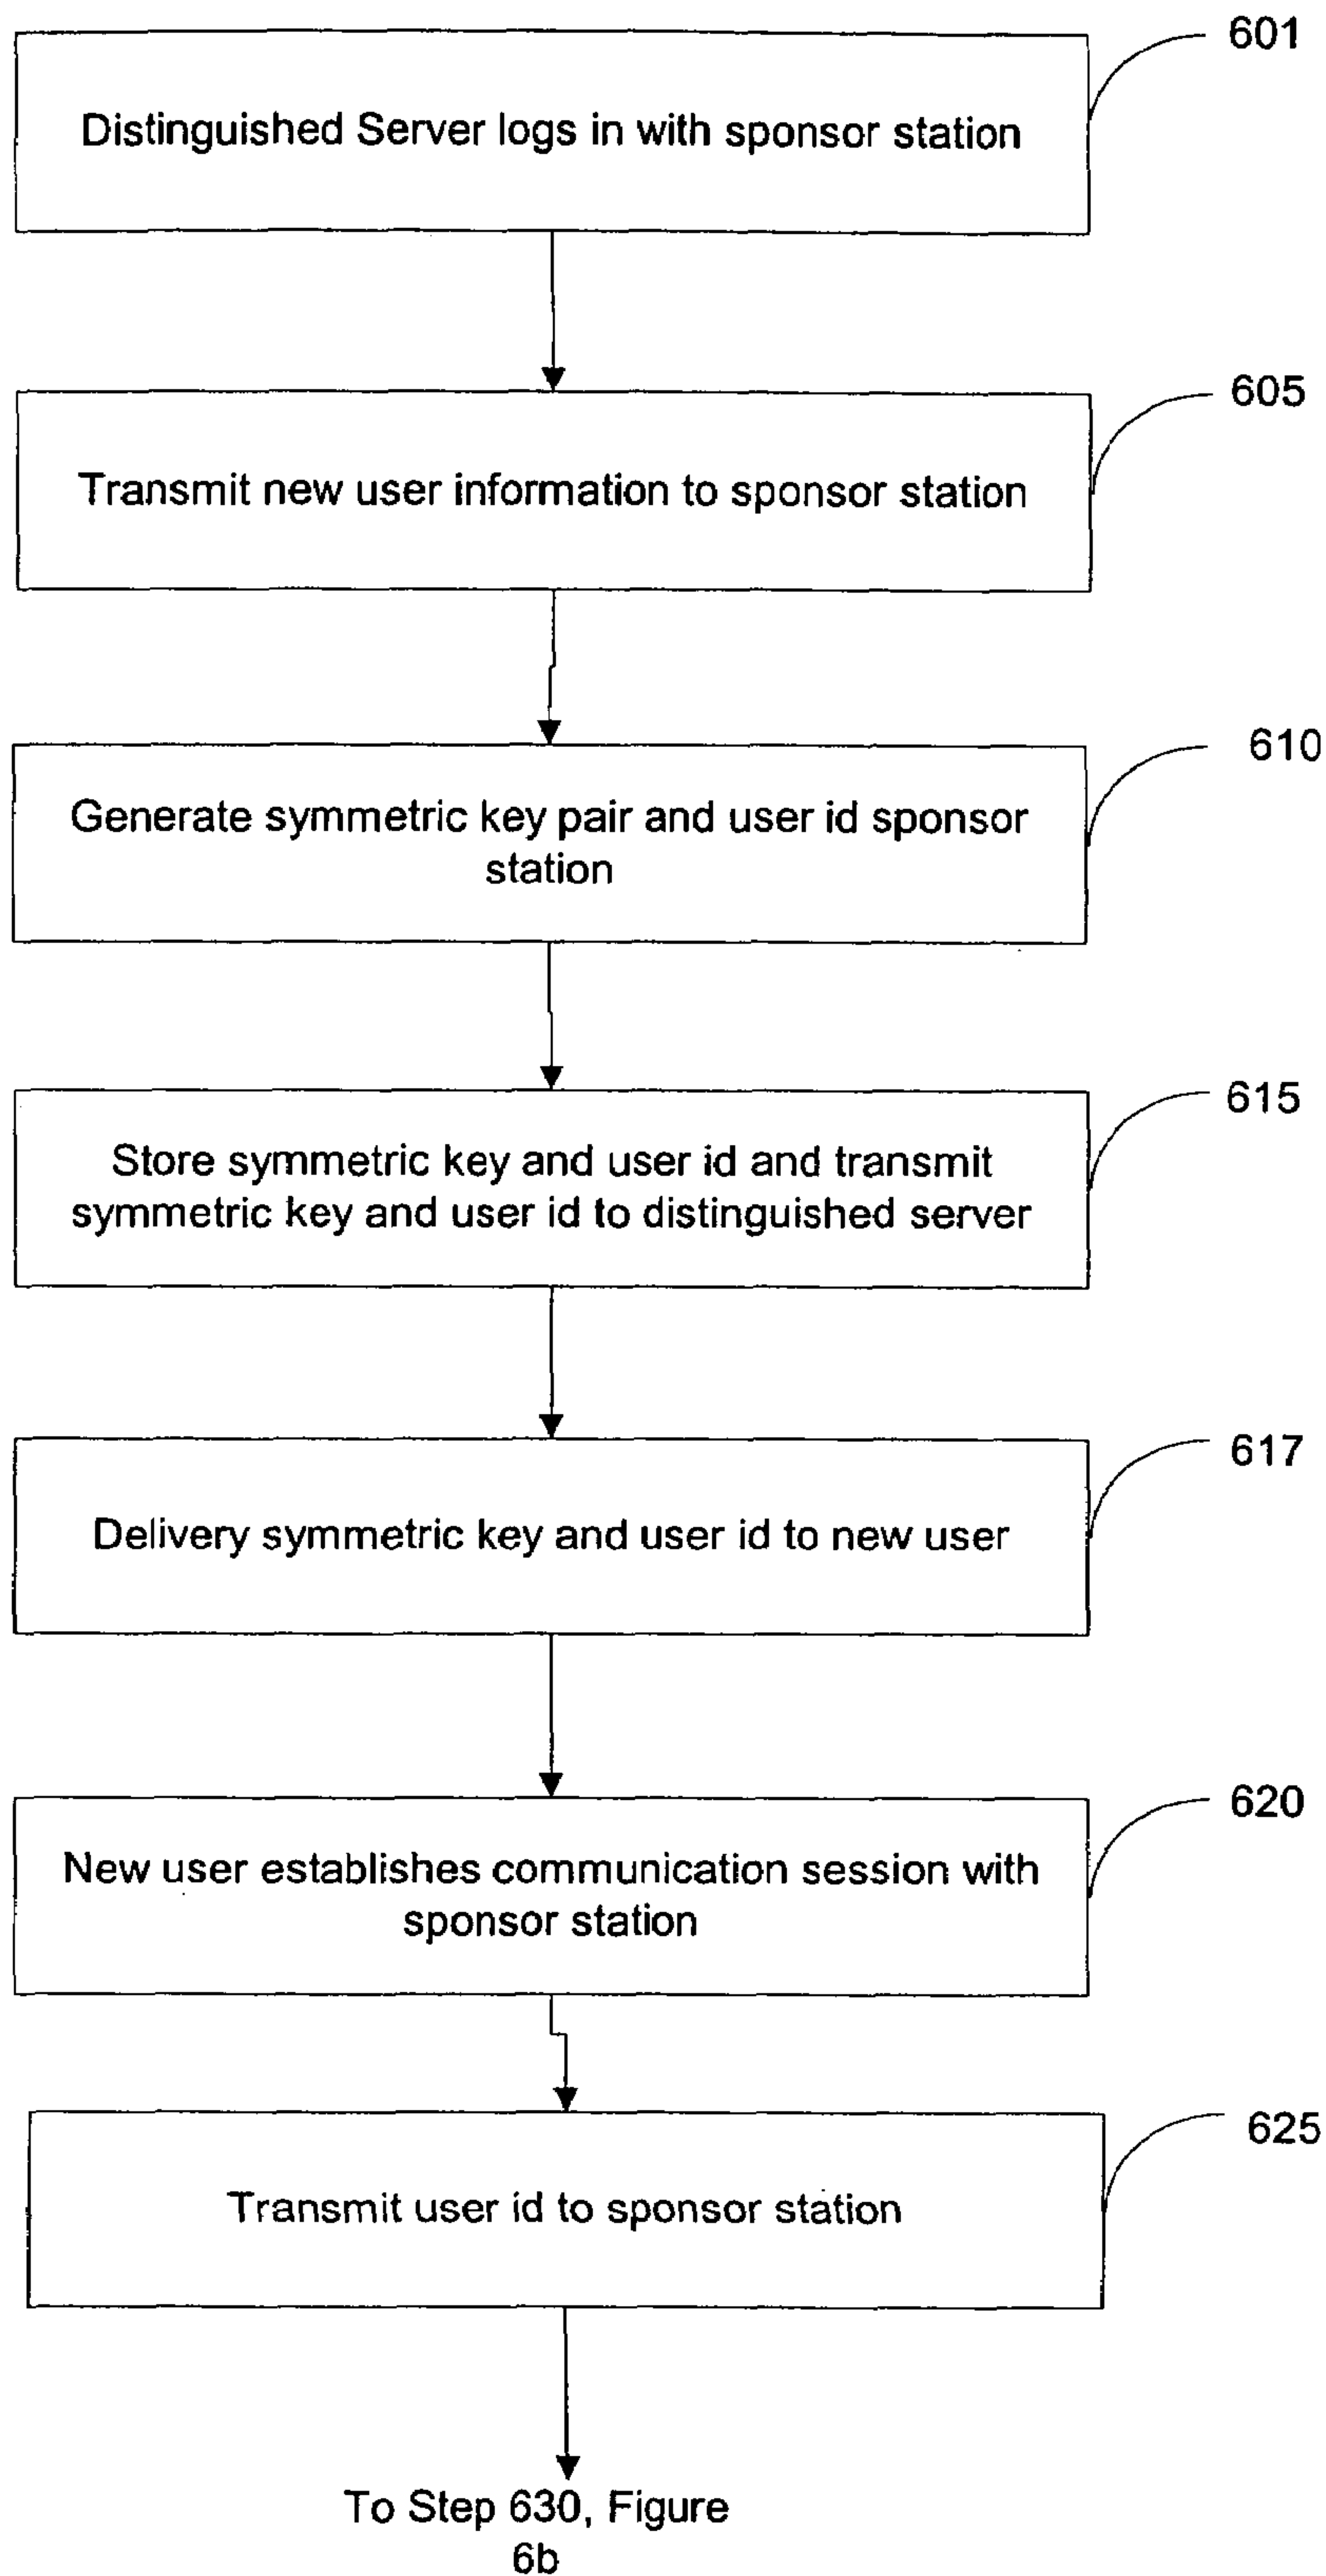 601
Distinguished Server logs in with sponsor station
605
Transmit new user information to sponsor station
610
Generate symmetric key pair and user id sponsor
station
615
Store symmetric key and user id and transmit
symmetric key and user id to distinguished server
617
Delivery symmetric key and user id to new user
620
New user establishes communication session with
sponsor station
625
Transmit user id to sponsor station
To Step 630, Figure
6b